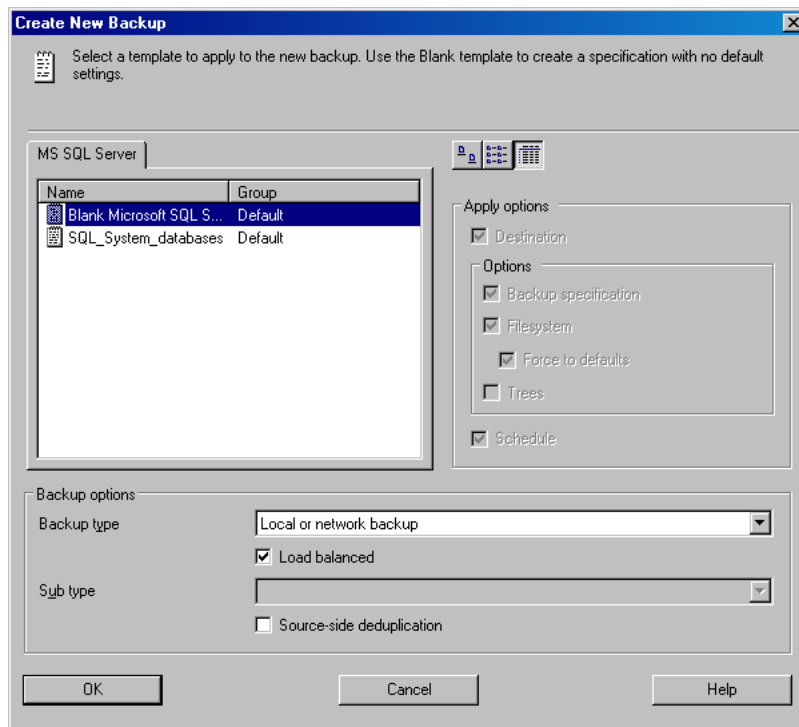 Create New Backup
Select a template to apply to the new backup. Use the Blank template to create a specification with no default
settings.
MS SQL Server
Name Group
Blank Microsoft SQL S... Default
SQL_System_databases Default
Apply options
Destination
Options
Backup specification
Filesystem
Force to defaults
Trees
Schedule
Backup options
Backup type Local or network backup
Load balanced
Sub type
Source-side deduplication
OK Cancel Help